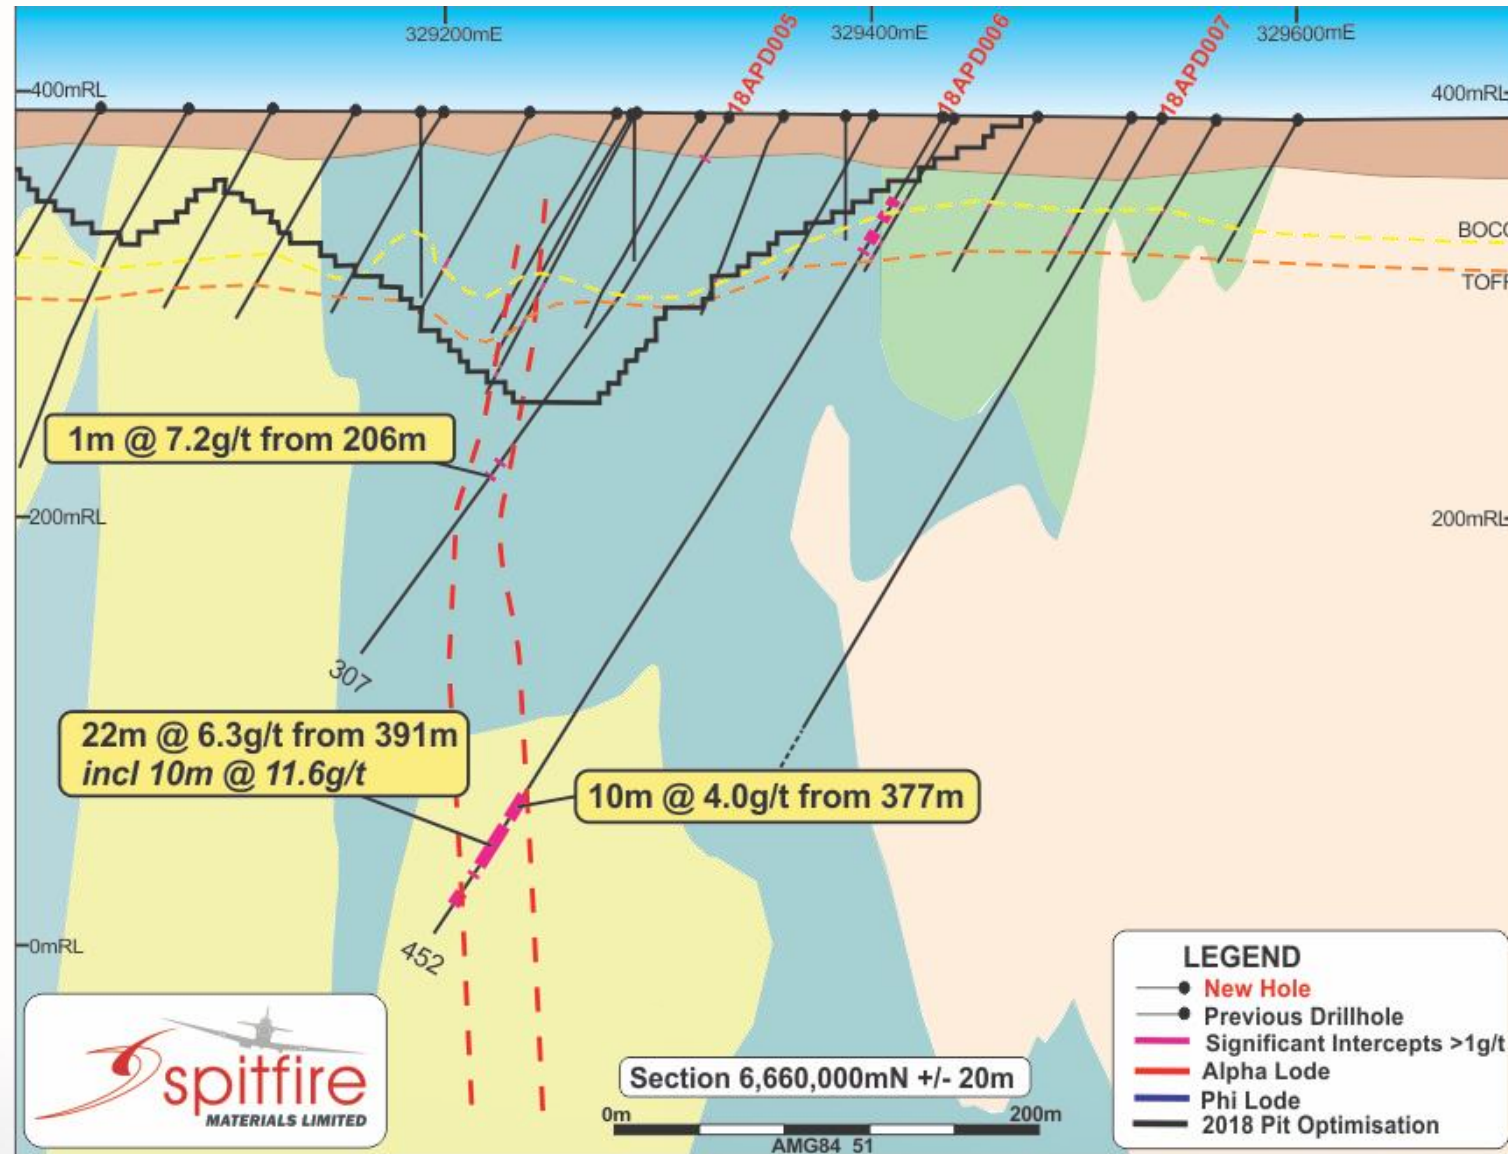 329200mE
329400mE
329600mE
18APD005
18APD006
18APD007
400mRL
400mRL
BOCO
TOFR
1m @ 7.2g/t from 206m
200mRL
200mRL
307
22m @ 6.3g/t from 391m
incl 10m @ 11.6g/t
10m @ 4.0g/t from 377m
0mRL
452
LEGEND
New Hole
Previous Drillhole
Significant Intercepts >1g/t
Alpha Lode
Phi Lode
2018 Pit Optimisation
spitfire
MATERIALS LIMITED
Section 6,660,000mN +/- 20m
0m
200m
AMG84 51